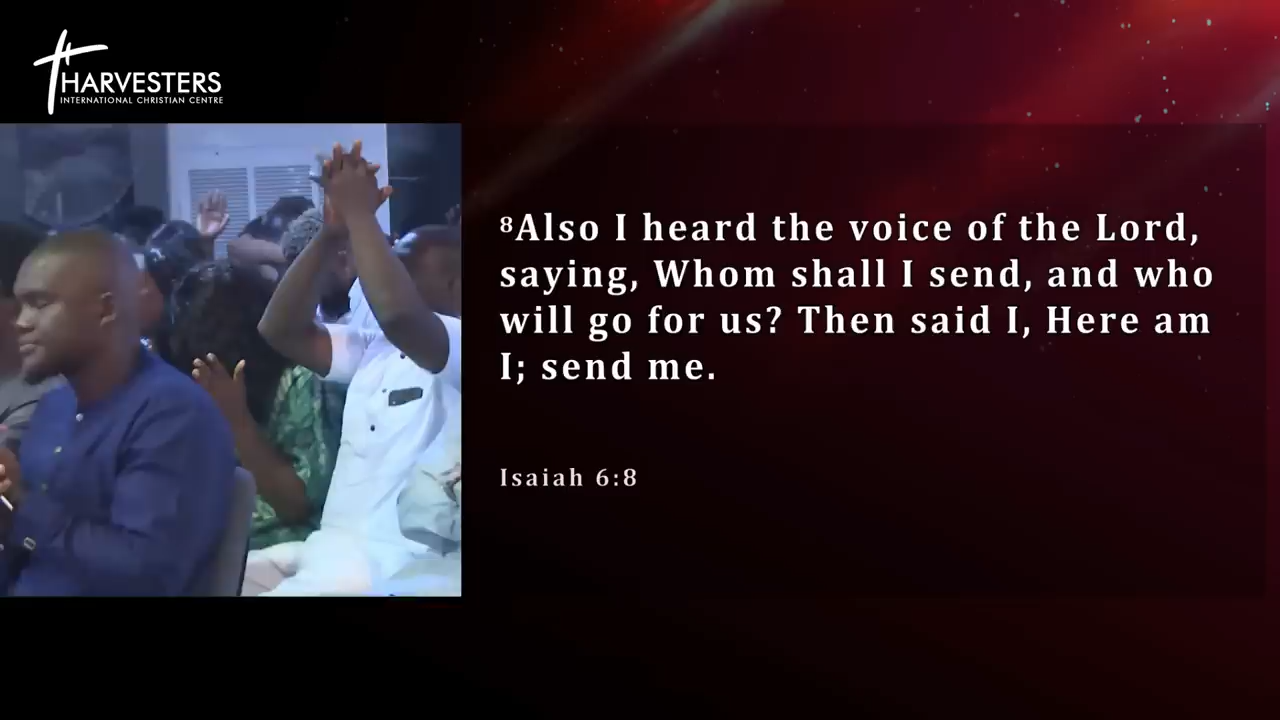 HARVESTERS
INTERNATIONAL CHRISTIAN CENTRE
⁸Also I heard the voice of the Lord,
saying, Whom shall I send, and who
will go for us? Then said I, Here am
I; send me.
Isaiah 6:8